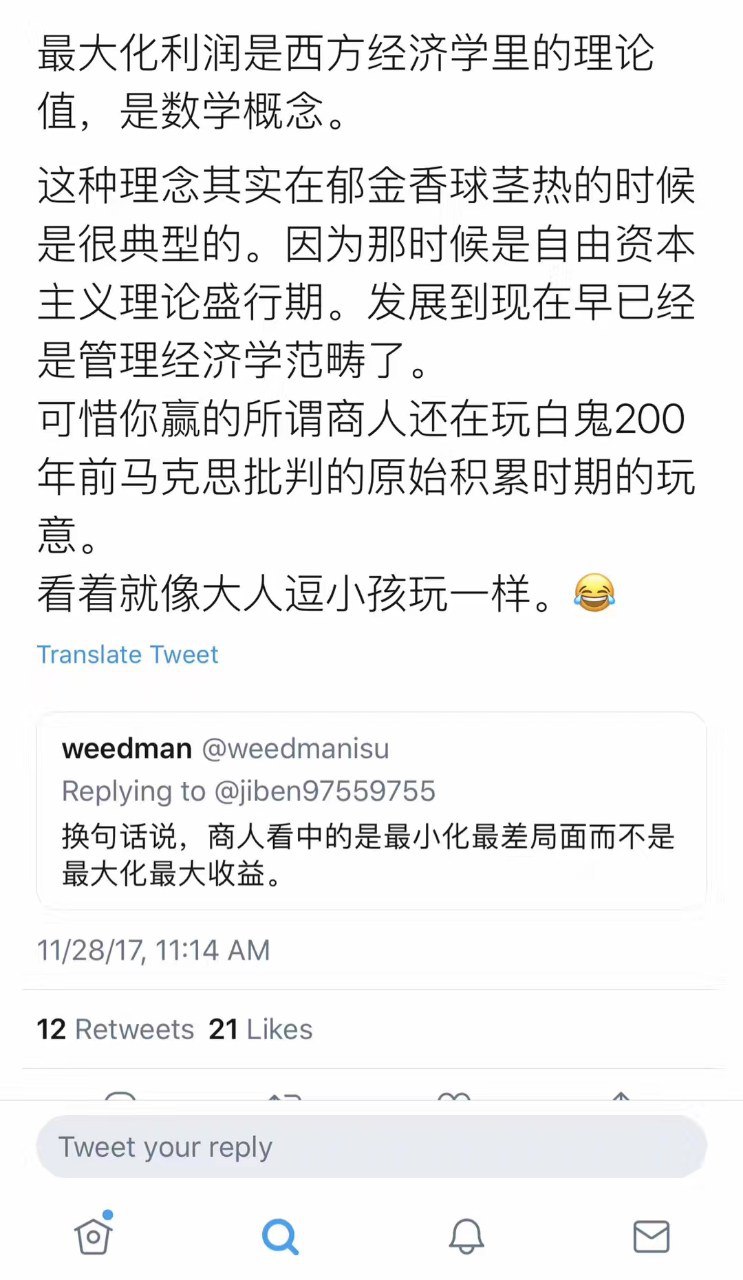 最大化利润是西方经济学里的理论
值，是数学概念。
这种理念其实在郁金香球茎热的时候
是很典型的。因为那时候是自由资本
主义理论盛行期。发展到现在早已经
是管理经济学范畴了。
可惜你赢的所谓商人还在玩白鬼200
年前马克思批判的原始积累时期的玩
意。
看着就像大人逗小孩玩一样。😂
Translate Tweet
weedman @weedmanisu
Replying to @jiben97559755
换句话说，商人看中的是最小化最差局面而不是
最大化最大收益。
11/28/17, 11:14 AM
12 Retweets 21 Likes
Tweet your reply